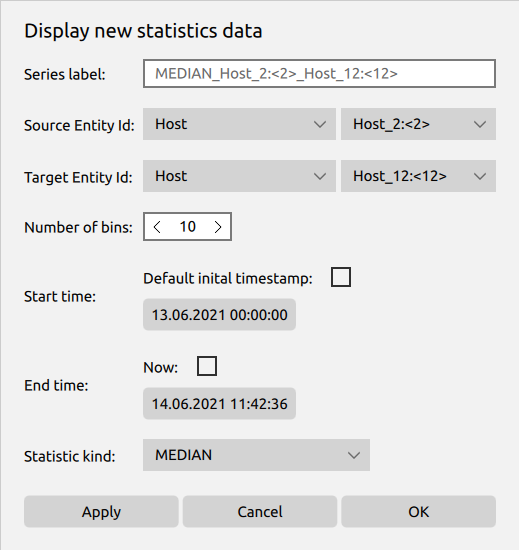 Display new statistics data
Series label: MEDIAN_Host_2:<2>_Host_12:<12>
Source Entity Id: Host Host_2:<2>
Target Entity Id: Host Host_12:<12>
Number of bins: 10
Default inital timestamp:
Start time:
13.06.2021 00:00:00
Now:
End time:
14.06.2021 11:42:36
Statistic kind: MEDIAN
Apply Cancel OK